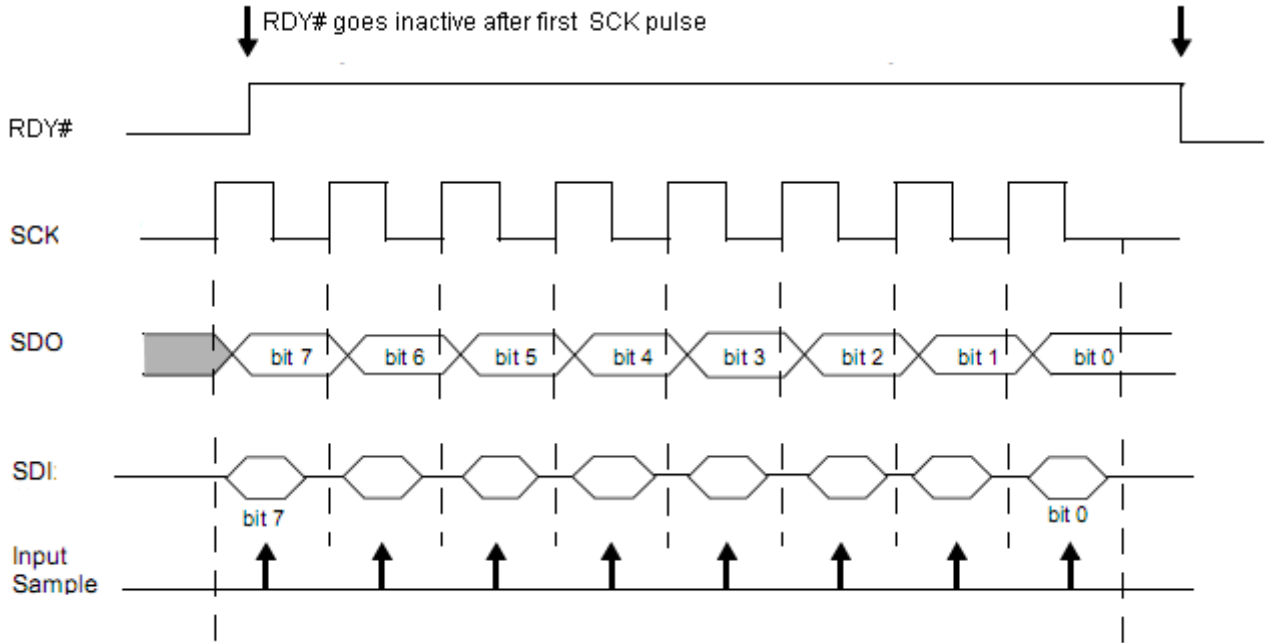 RDY# goes inactive after first SCK pulse
RDY#
SCK
SDO
bit 7 bit 6 bit 5 bit 4 bit 3 bit 2 bit 1 bit 0
SDI:
bit 7 bit 0
Input
Sample